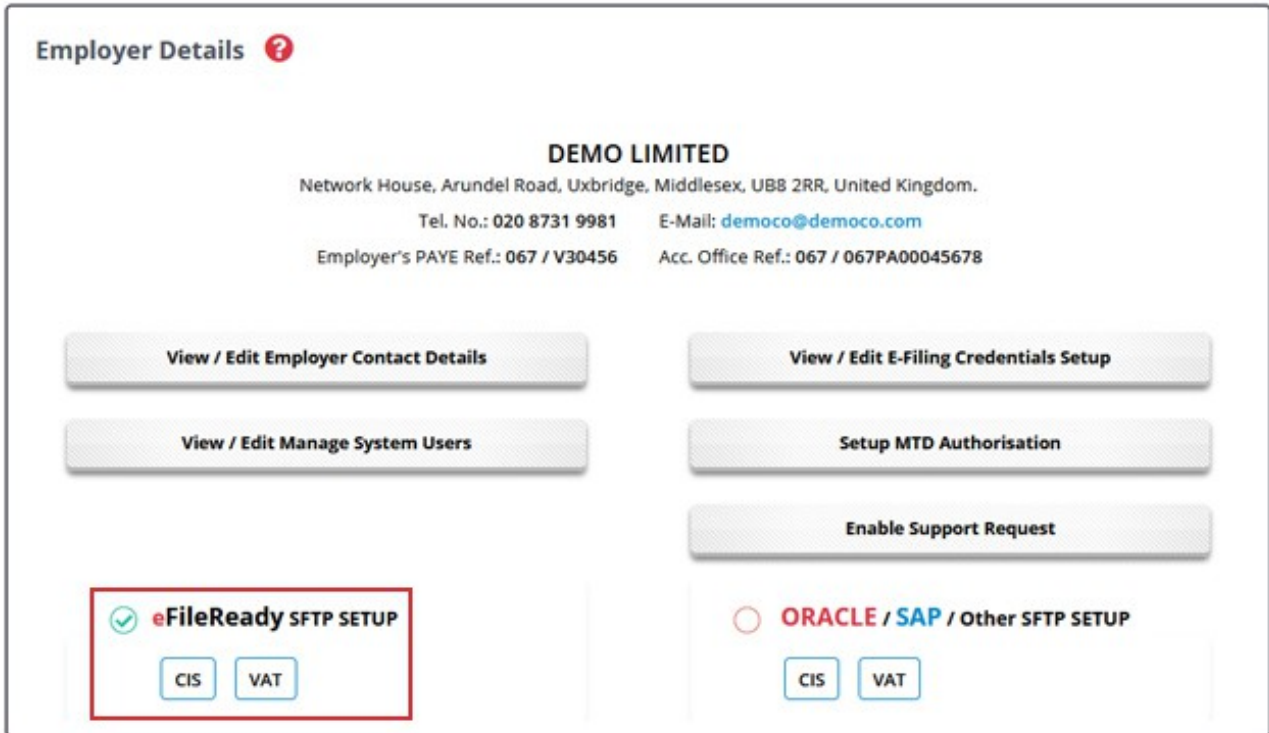 Employer Details ?
DEMO LIMITED
Network House, Arundel Road, Uxbridge, Middlesex, UB8 2RR, United Kingdom.
Tel. No.: 020 8731 9981 E-Mail: democo@democo.com
Employer's PAYE Ref.: 067 / V30456 Acc. Office Ref.: 067 / 067PA00045678
View / Edit Employer Contact Details
View / Edit E-Filing Credentials Setup
View / Edit Manage System Users
Setup MTD Authorisation
Enable Support Request
eFileReady SFTP SETUP
CIS VAT
ORACLE / SAP / Other SFTP SETUP
CIS VAT